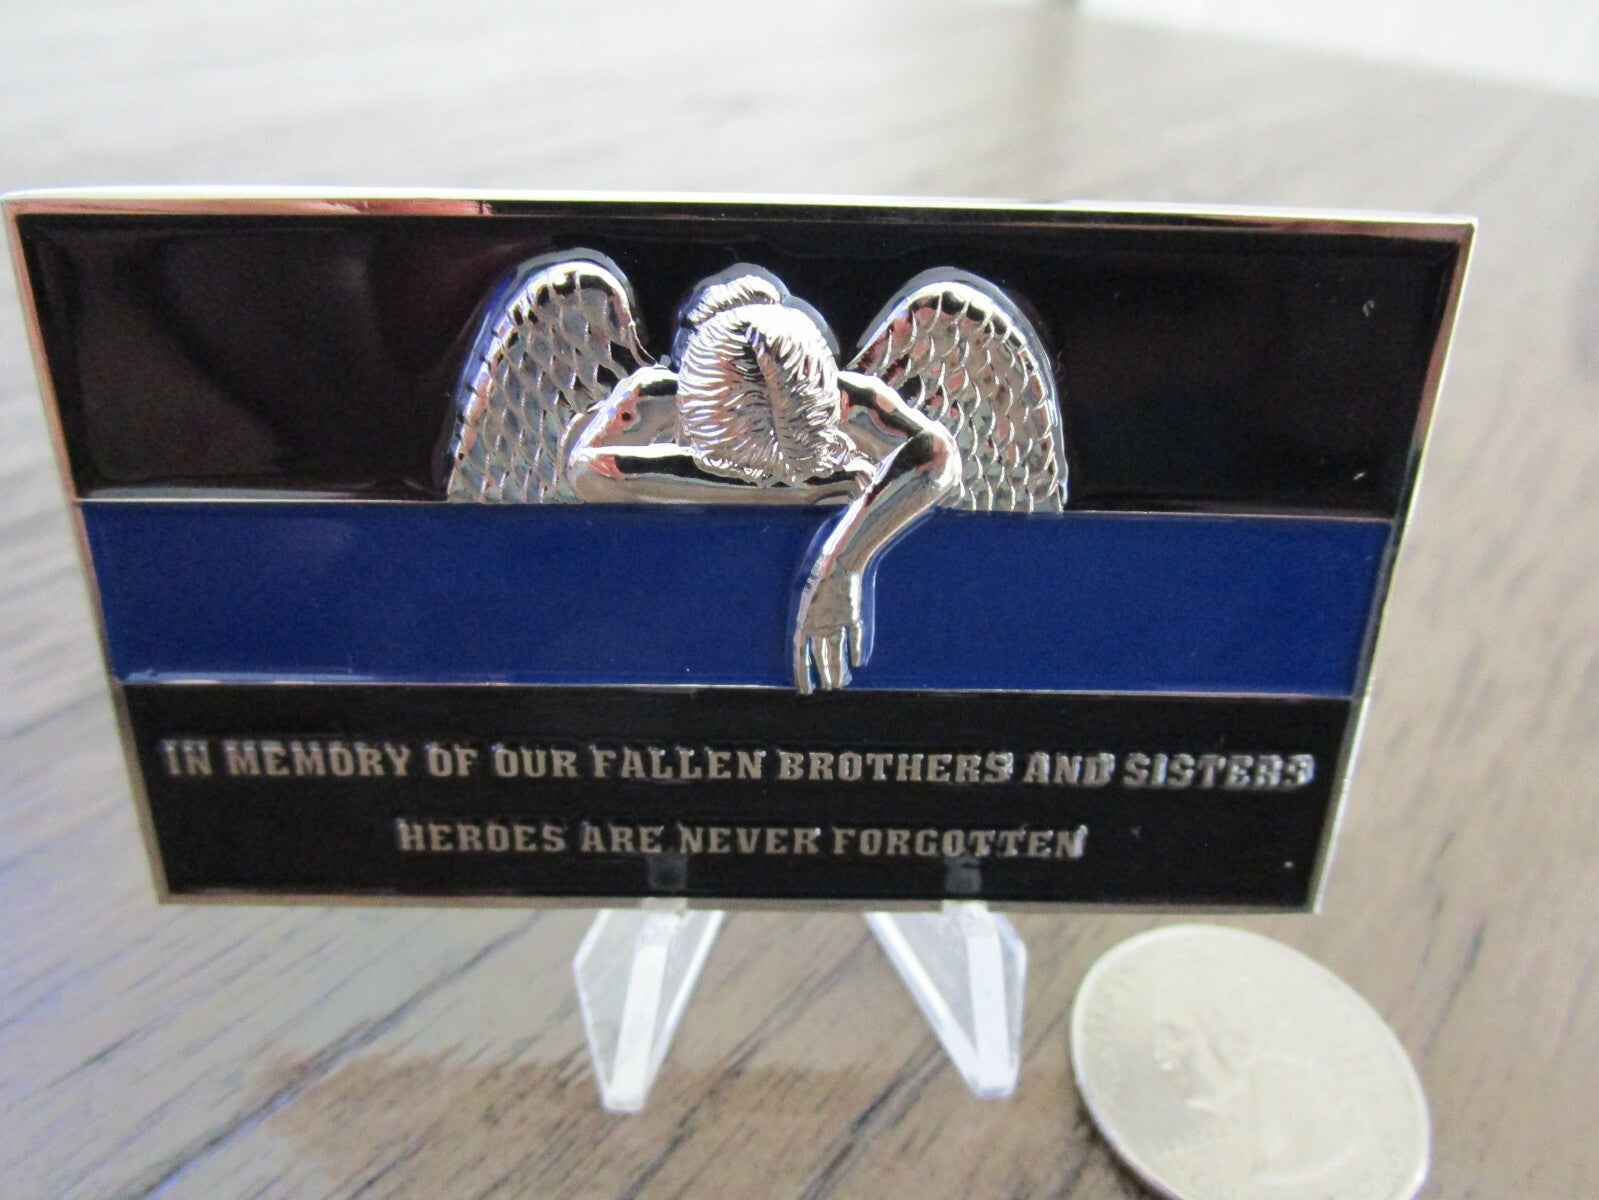 IN MEMORY OF OUR FALLEN BROTHERS AND SISTERS
HEROES ARE NEVER FORGOTTEN